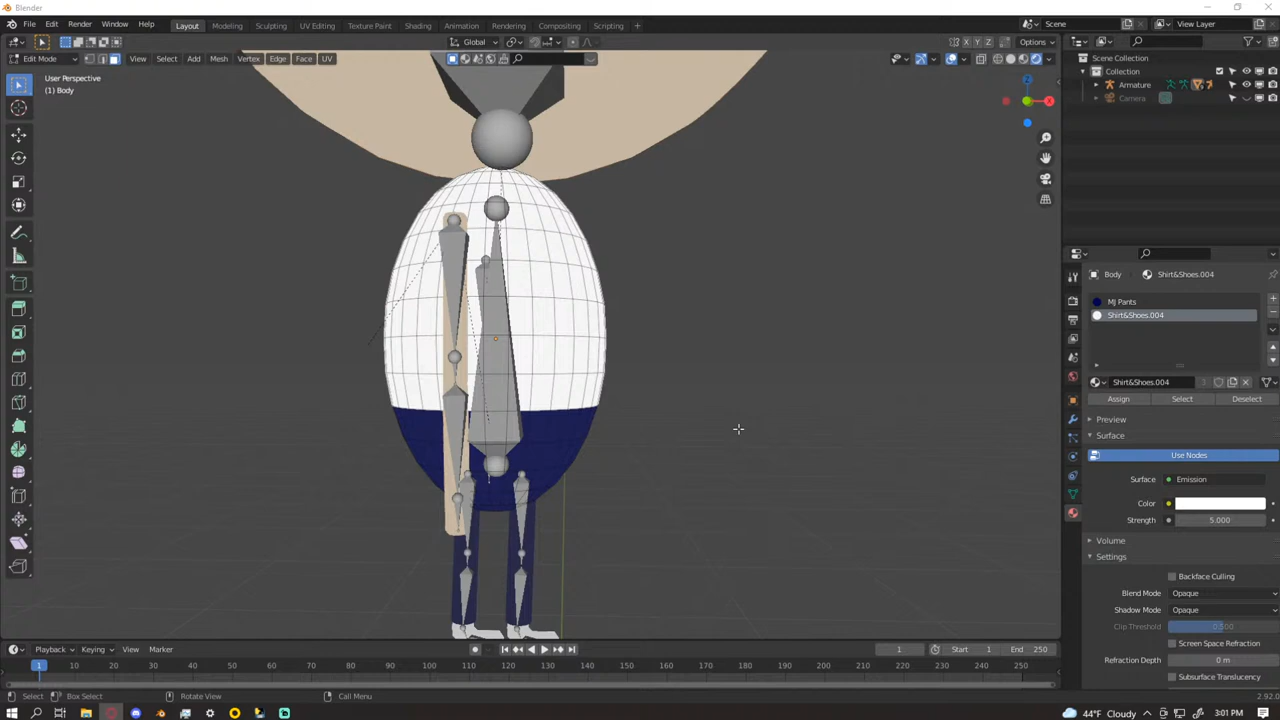 Blender
File Edit Render Window Help Layout Modeling Sculpting UV Editing Texture Paint Shading Animation Rendering Compositing Scripting + Scene View Layer
Global Options
Edit Mode View Select Add Mesh Vertex Edge Face UV X Y Z
User Perspective
(1) Body
Scene Collection
Collection
Armature
Camera
Z
X
Body Shirt&Shoes.004
MJ Pants
Shirt&Shoes.004
Shirt&Shoes.004 3
Assign Select Deselect
Preview
Surface
Use Nodes
Surface Emission
Color
Strength 5.000
Volume
Settings
Backface Culling
Blend Mode Opaque
Shadow Mode Opaque
Clip Threshold 0.500
Screen Space Refraction
Refraction Depth 0 m
Subsurface Translucency
Playback Keying View Marker 1 Start 1 End 250
1 10 20 30 40 50 60 70 80 90 100 110 120 130 140 150 160 170 180 190 200 210 220 230 240 250
Select Box Select Rotate View Call Menu 2.92.0
44°F Cloudy 3:01 PM